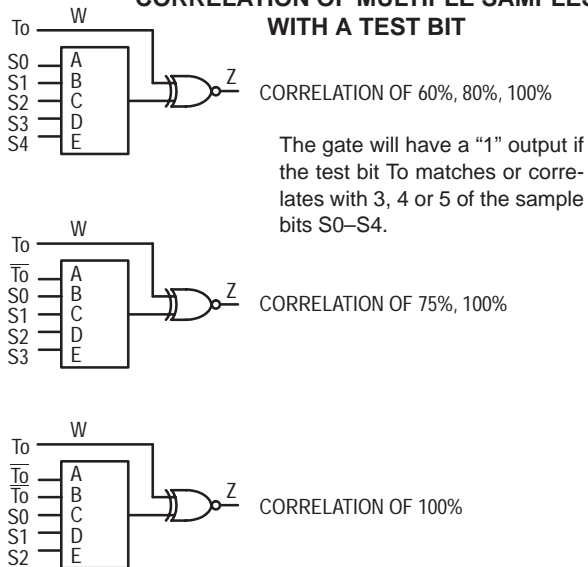 CORRELATION OF MULTIPLE SAMPLES
WITH A TEST BIT
W
To
S0 A
S1 B
S2 C
S3 D
S4 E
Z
CORRELATION OF 60%, 80%, 100%
The gate will have a “1” output if
the test bit To matches or corre-
lates with 3, 4 or 5 of the sample
bits S0–S4.
W
To
T̅o̅ A
S0 B
S1 C
S2 D
S3 E
Z
CORRELATION OF 75%, 100%
W
To
T̅o̅ A
T̅o̅ B
S0 C
S1 D
S2 E
Z
CORRELATION OF 100%